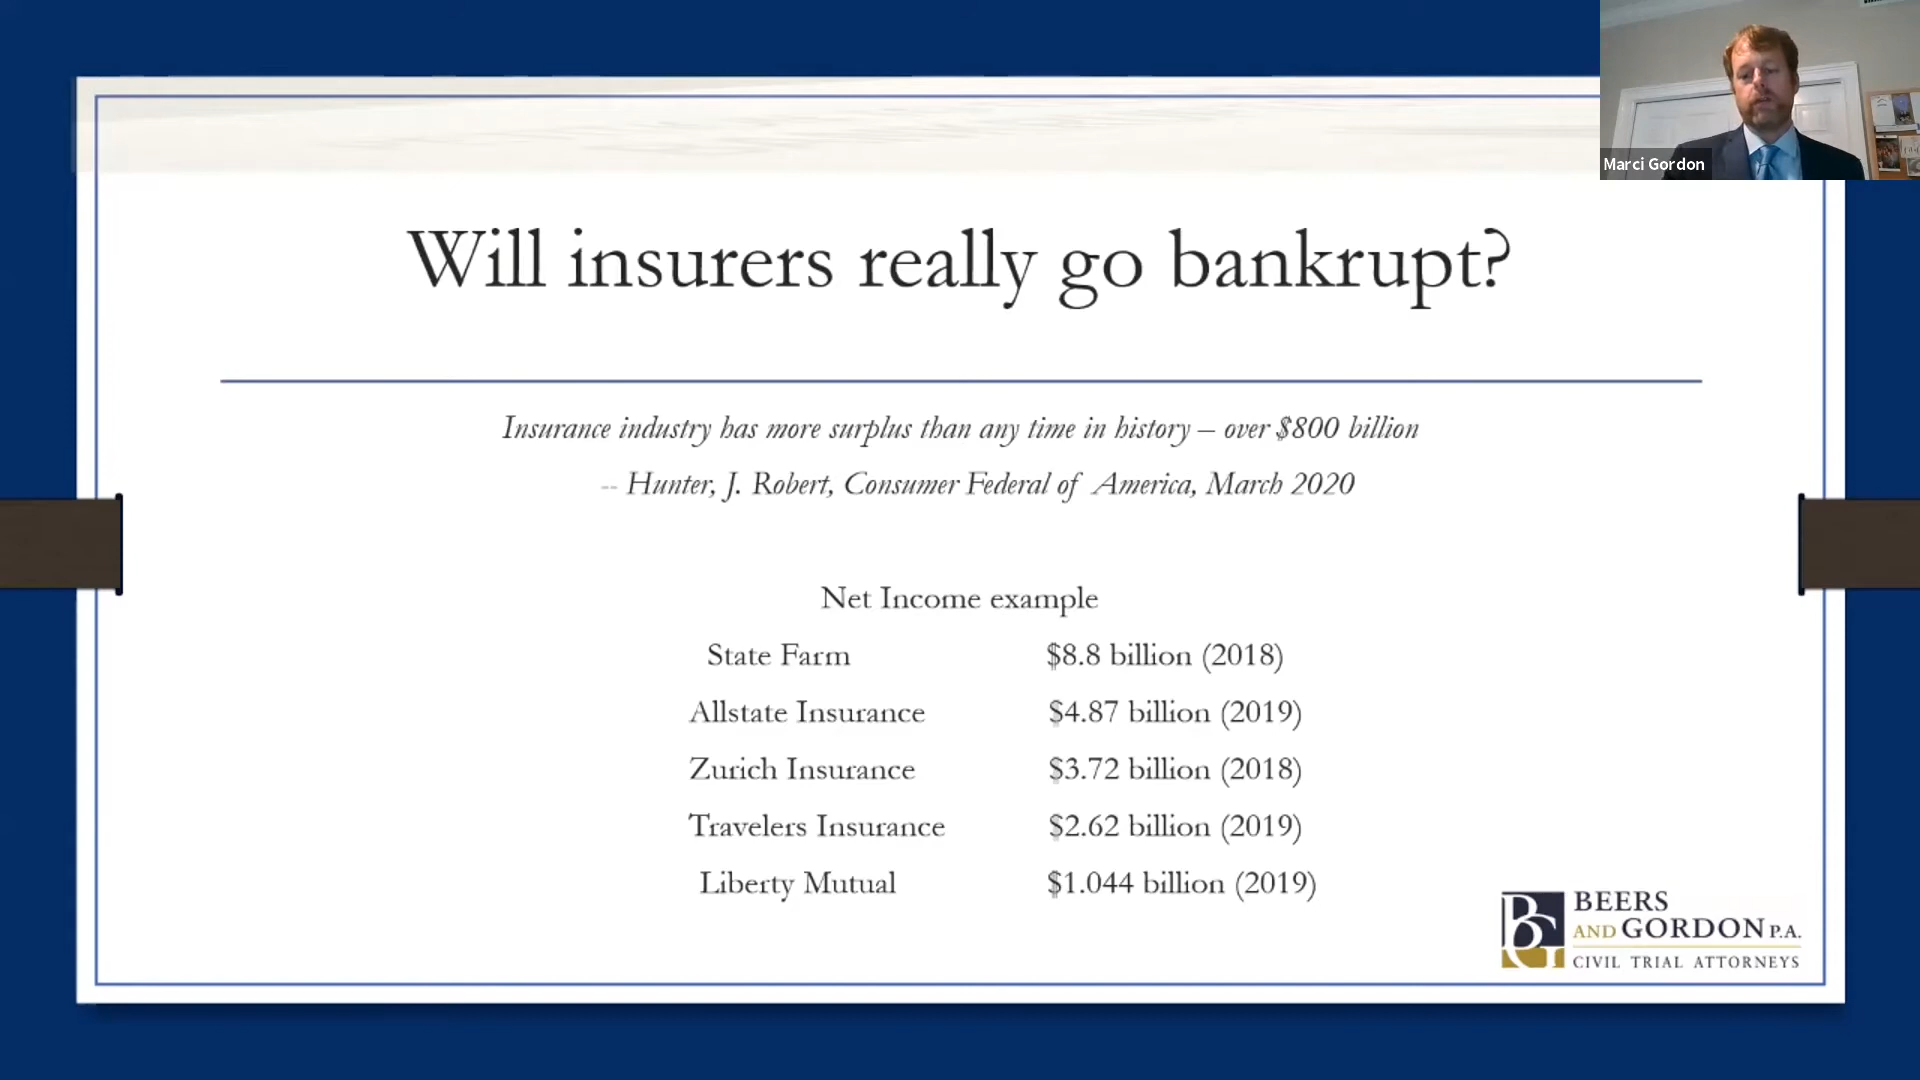 Marci Gordon
Will insurers really go bankrupt?
Insurance industry has more surplus than any time in history – over $800 billion
-- Hunter, J. Robert, Consumer Federal of America, March 2020
Net Income example
State Farm $8.8 billion (2018)
Allstate Insurance $4.87 billion (2019)
Zurich Insurance $3.72 billion (2018)
Travelers Insurance $2.62 billion (2019)
Liberty Mutual $1.044 billion (2019)
BG
BEERS
AND GORDON P.A.
CIVIL TRIAL ATTORNEYS